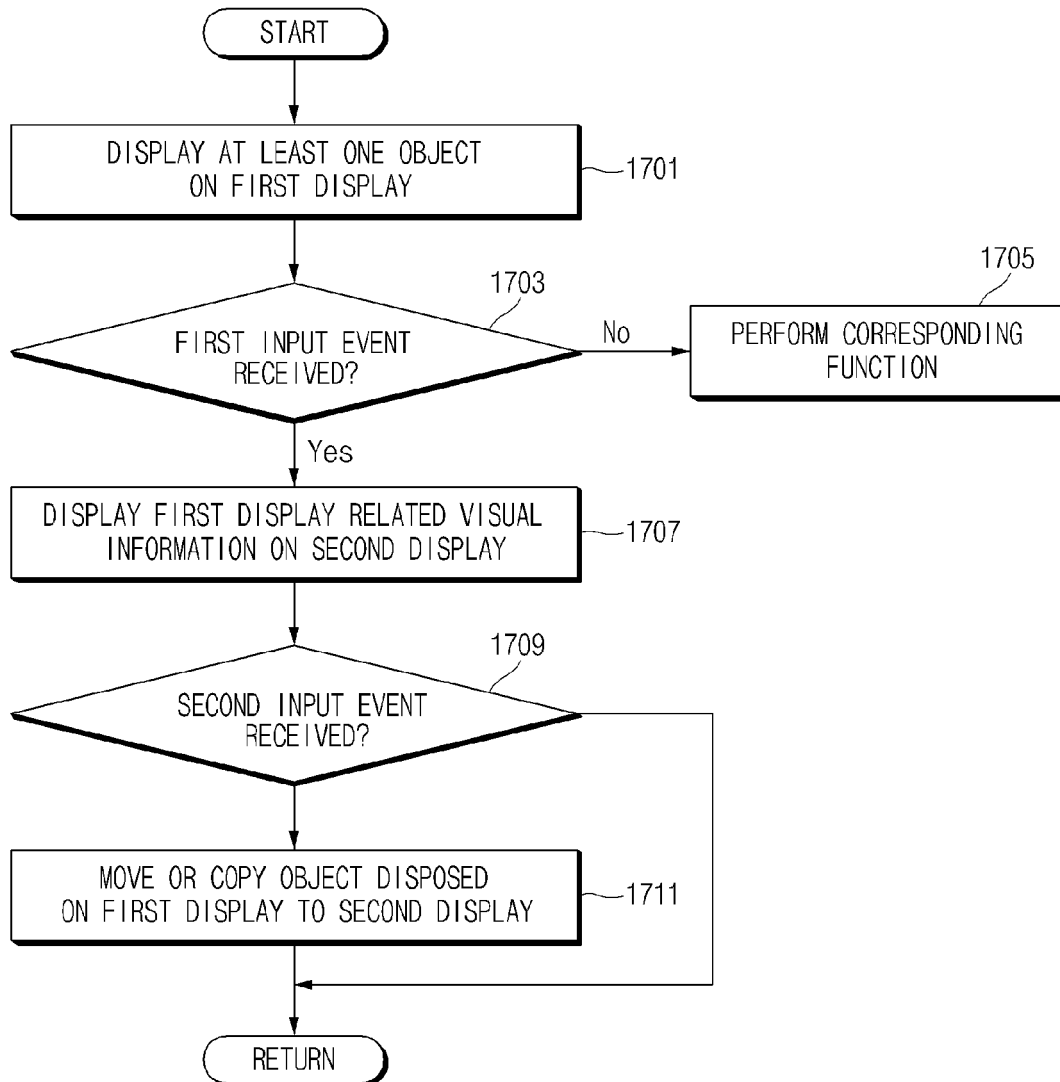 START
DISPLAY AT LEAST ONE OBJECT
ON FIRST DISPLAY
1701
1703
FIRST INPUT EVENT
RECEIVED?
No
1705
PERFORM CORRESPONDING
FUNCTION
Yes
DISPLAY FIRST DISPLAY RELATED VISUAL
INFORMATION ON SECOND DISPLAY
1707
1709
SECOND INPUT EVENT
RECEIVED?
MOVE OR COPY OBJECT DISPOSED
ON FIRST DISPLAY TO SECOND DISPLAY
1711
RETURN